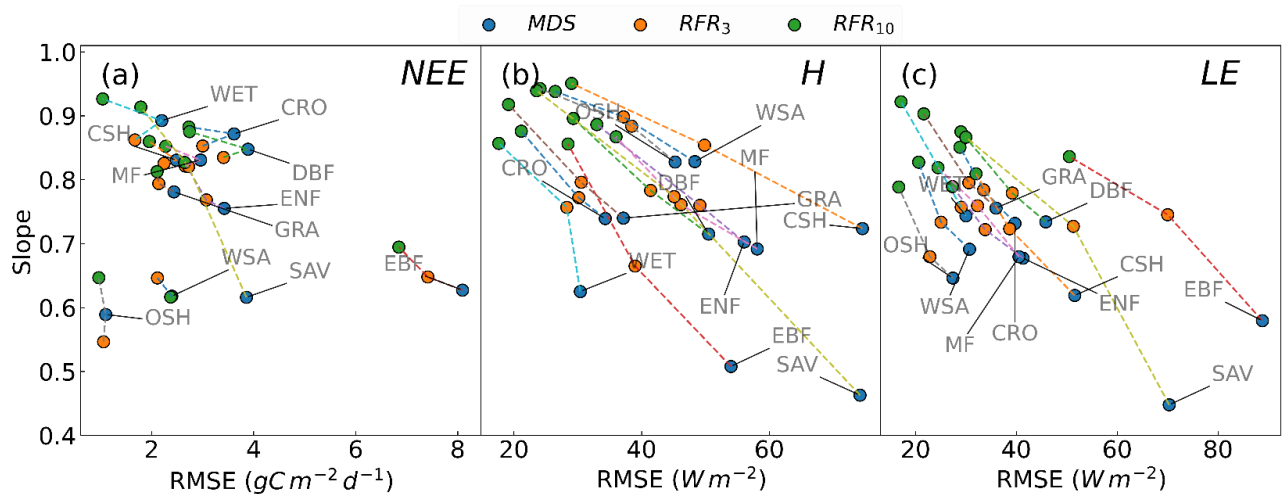 MDS RFR₃ RFR₁₀
(a) NEE
(b) H
(c) LE
Slope
1.0
0.9
0.8
0.7
0.6
0.5
0.4
WET
CRO
CSH
MF
DBF
ENF
GRA
WSA
SAV
OSH
EBF
OSH
WSA
MF
CRO
DBF
GRA
CSH
WET
ENF
EBF
SAV
WET
GRA
DBF
OSH
WSA
CSH
ENF
EBF
MF
CRO
SAV
2 4 6 8
20 40 60
20 40 60 80
RMSE (gC m⁻² d⁻¹)
RMSE (W m⁻²)
RMSE (W m⁻²)